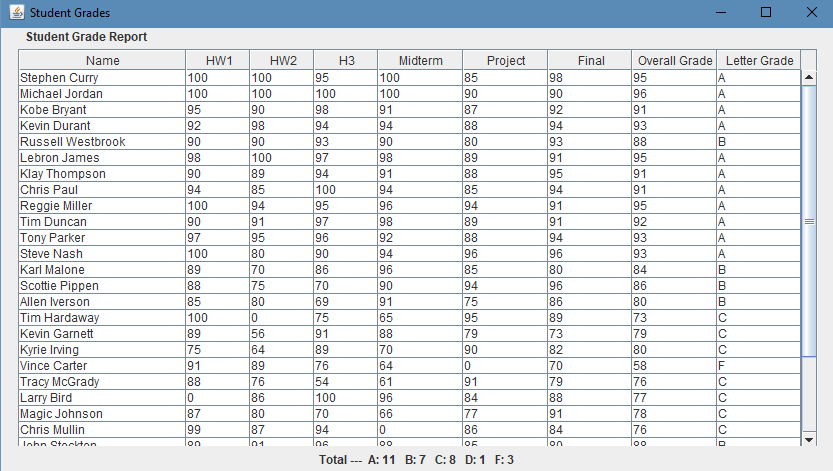 Student Grades
Student Grade Report
Name HW1 HW2 H3 Midterm Project Final Overall Grade Letter Grade
Stephen Curry 100 100 95 100 85 98 95 A
Michael Jordan 100 100 100 100 90 90 96 A
Kobe Bryant 95 90 98 91 87 92 91 A
Kevin Durant 92 98 94 94 88 94 93 A
Russell Westbrook 90 90 93 90 80 93 88 B
Lebron James 98 100 97 98 89 91 95 A
Klay Thompson 90 89 94 91 88 95 91 A
Chris Paul 94 85 100 94 85 94 91 A
Reggie Miller 100 94 95 96 94 91 95 A
Tim Duncan 90 91 97 98 89 91 92 A
Tony Parker 97 95 96 92 88 94 93 A
Steve Nash 100 80 90 94 96 96 93 A
Karl Malone 89 70 86 96 85 80 84 B
Scottie Pippen 88 75 70 90 94 96 86 B
Allen Iverson 85 80 69 91 75 86 80 B
Tim Hardaway 100 0 75 65 95 89 73 C
Kevin Garnett 89 56 91 88 79 73 79 C
Kyrie Irving 75 64 89 70 90 82 80 C
Vince Carter 91 89 76 64 0 70 58 F
Tracy McGrady 88 76 54 61 91 79 76 C
Larry Bird 0 86 100 96 84 88 77 C
Magic Johnson 87 80 70 66 77 91 78 C
Chris Mullin 99 87 94 0 86 84 76 C
John Stockton 89 91 96 88 85 80 88 B
Total --- A: 11 B: 7 C: 8 D: 1 F: 3